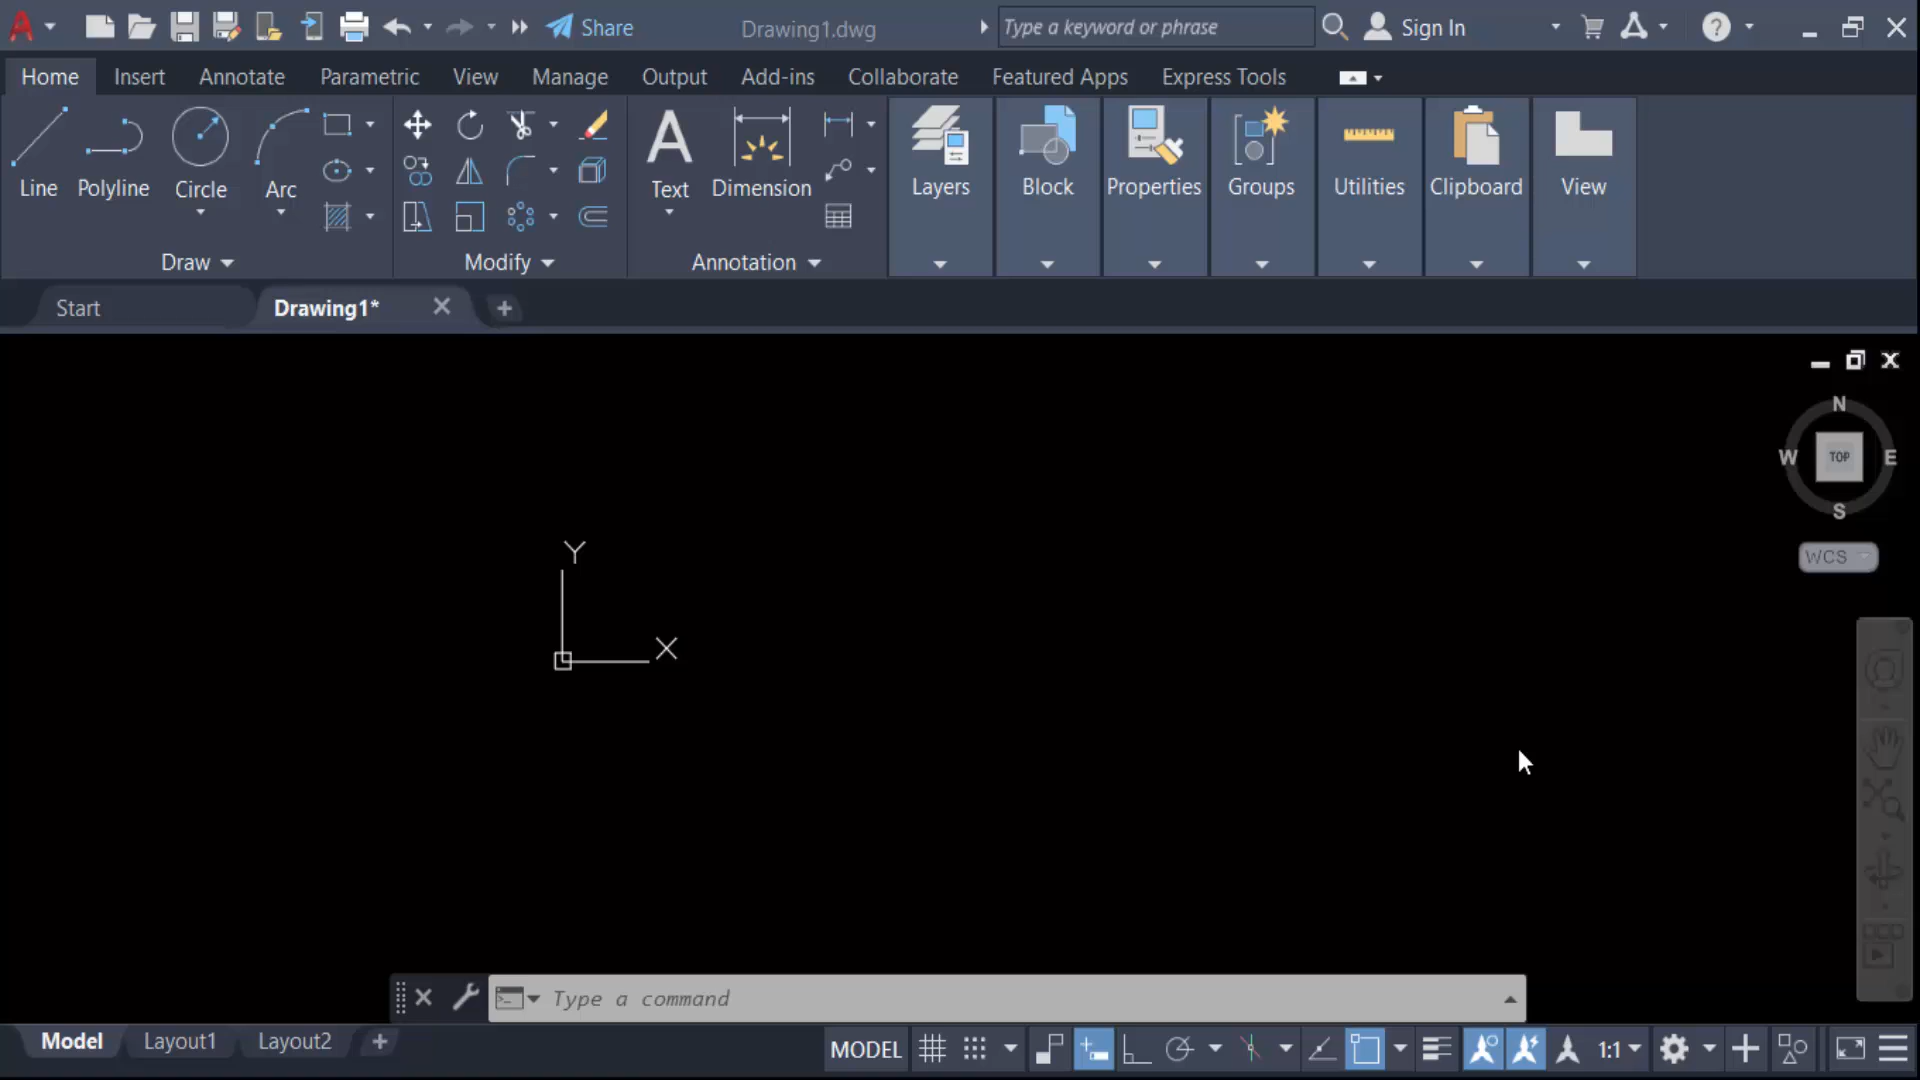 Share
Drawing1.dwg
Type a keyword or phrase
Sign In
Home
Insert
Annotate
Parametric
View
Manage
Output
Add-ins
Collaborate
Featured Apps
Express Tools
Line
Polyline
Circle
Arc
Text
Dimension
Layers
Block
Properties
Groups
Utilities
Clipboard
View
Draw
Modify
Annotation
Start
Drawing1*
N
W
TOP
E
S
WCS
Y
X
Type a command
Model
Layout1
Layout2
MODEL
1:1